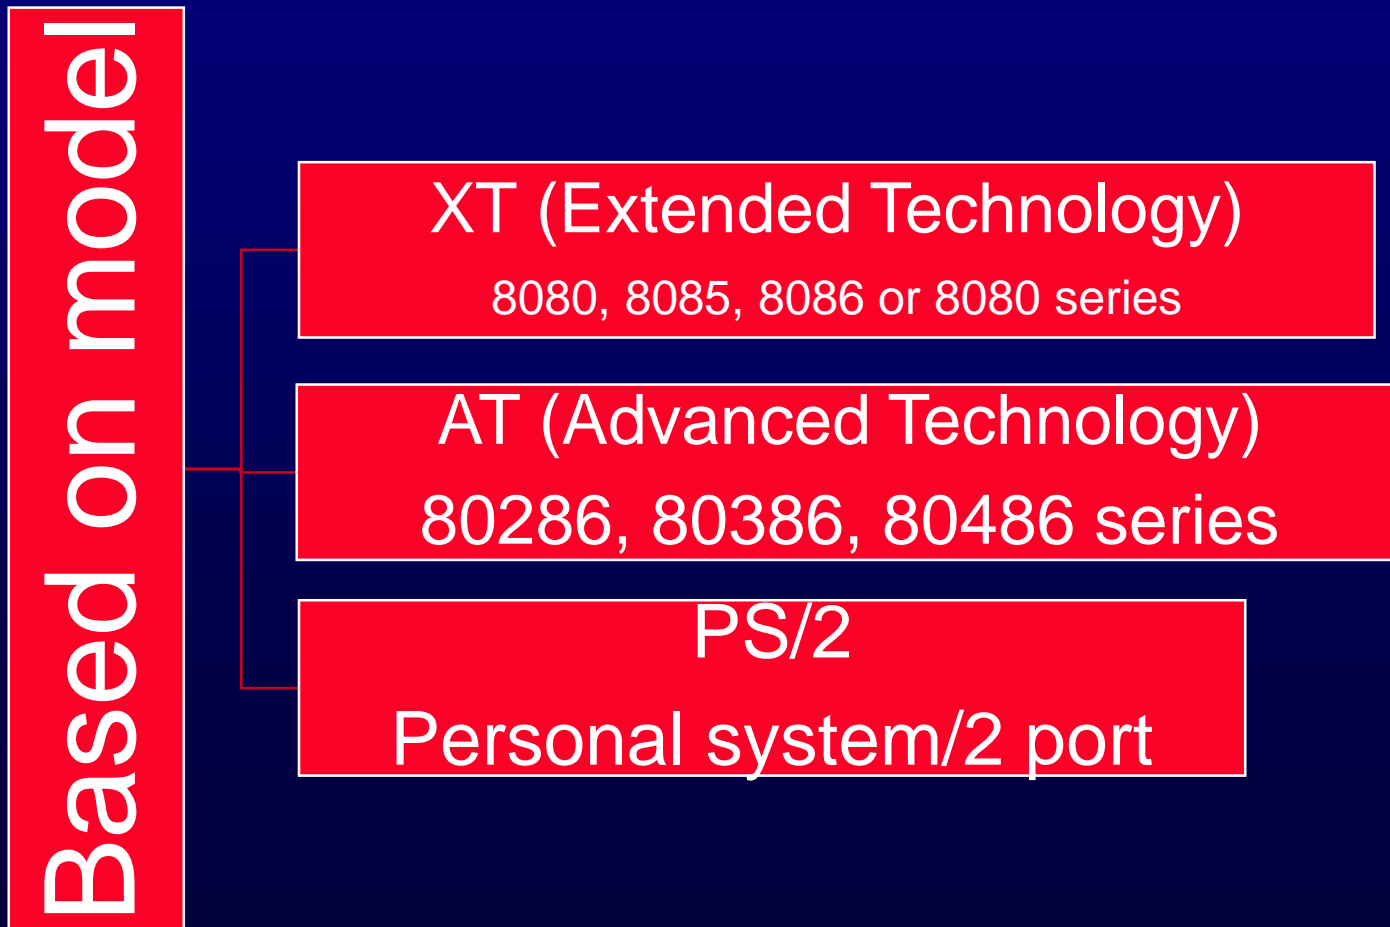 Based on model
XT (Extended Technology)
8080, 8085, 8086 or 8080 series
AT (Advanced Technology)
80286, 80386, 80486 series
PS/2
Personal system/2 port